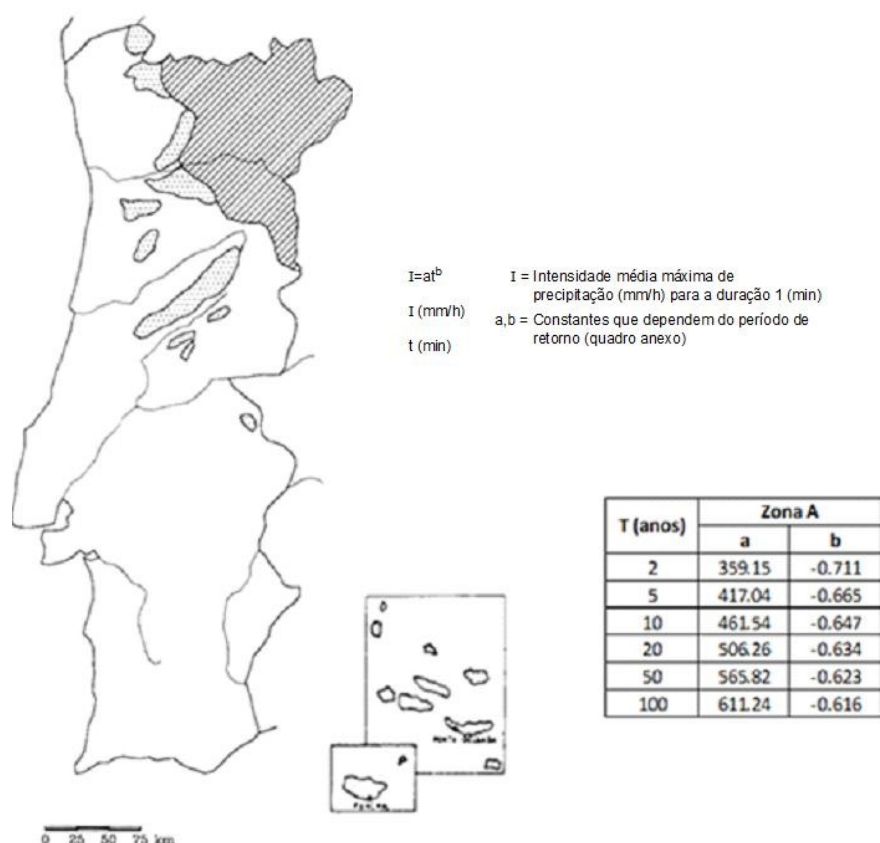 I=at^b
I (mm/h)
t (min)
I = Intensidade média máxima de
precipitação (mm/h) para a duração 1 (min)
a,b = Constantes que dependem do período de
retorno (quadro anexo)
T (anos) Zona A
a b
2 359.15 -0.711
5 417.04 -0.665
10 461.54 -0.647
20 506.26 -0.634
50 565.82 -0.623
100 611.24 -0.616
PONTA DELGADA
FUNCHAL
0 25 50 75 km